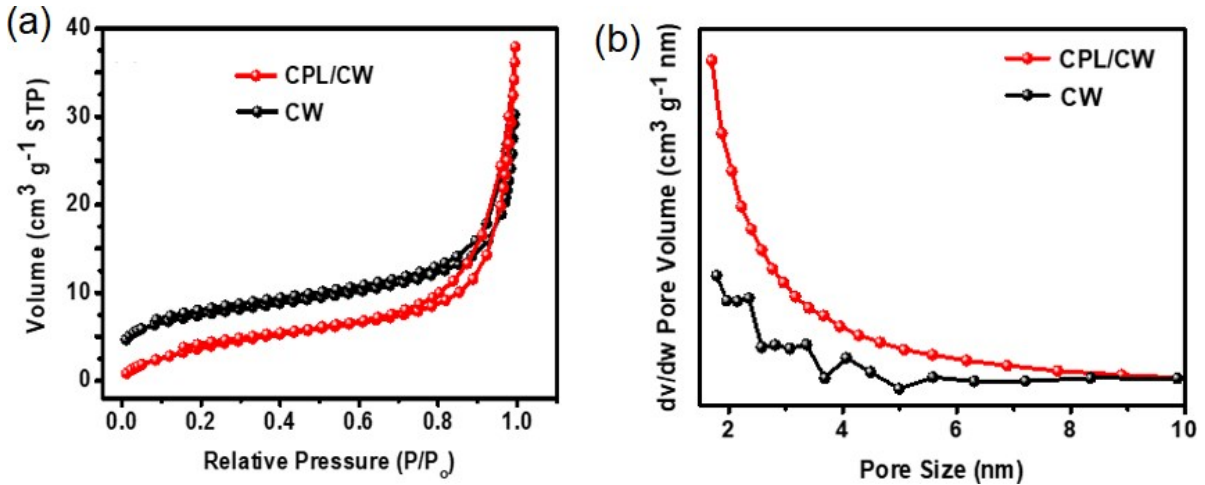 (a)
40
30
20
10
0
Volume (cm³ g⁻¹ STP)
CPL/CW
CW
0.0 0.2 0.4 0.6 0.8 1.0
Relative Pressure (P/Pₒ)
(b)
dv/dw Pore Volume (cm³ g⁻¹ nm)
CPL/CW
CW
2 4 6 8 10
Pore Size (nm)